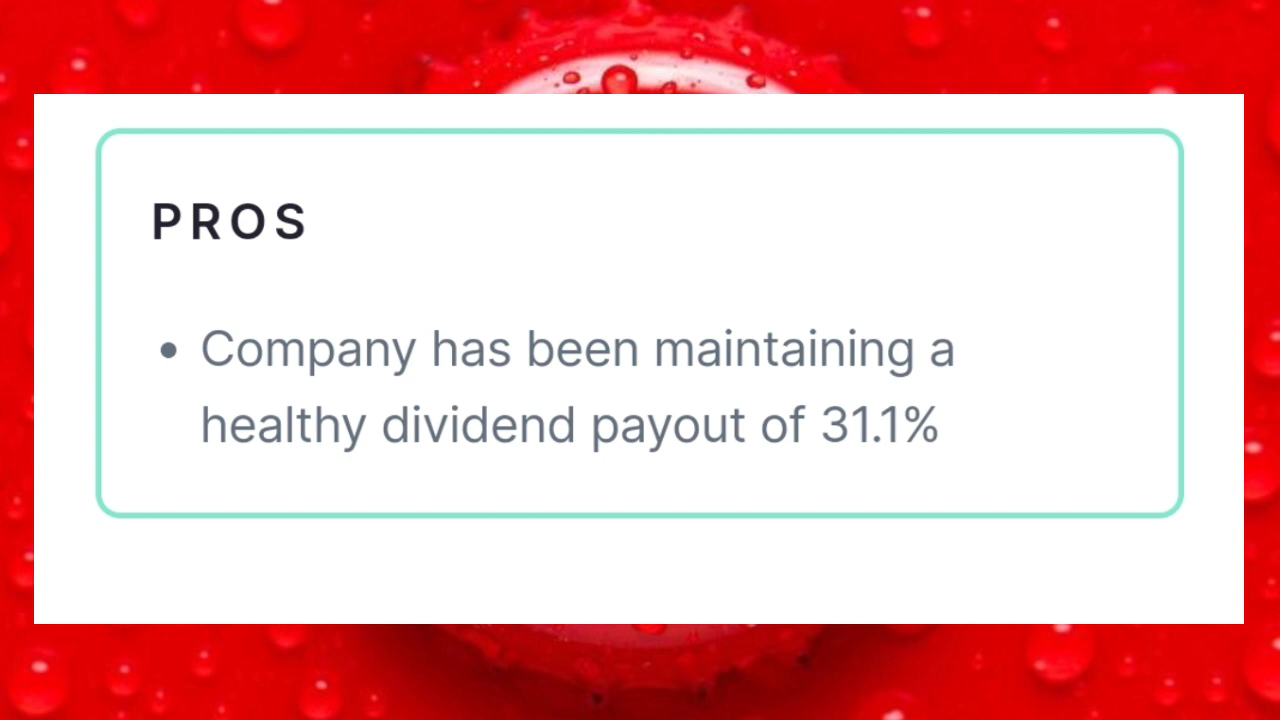 PROS
• Company has been maintaining a
healthy dividend payout of 31.1%